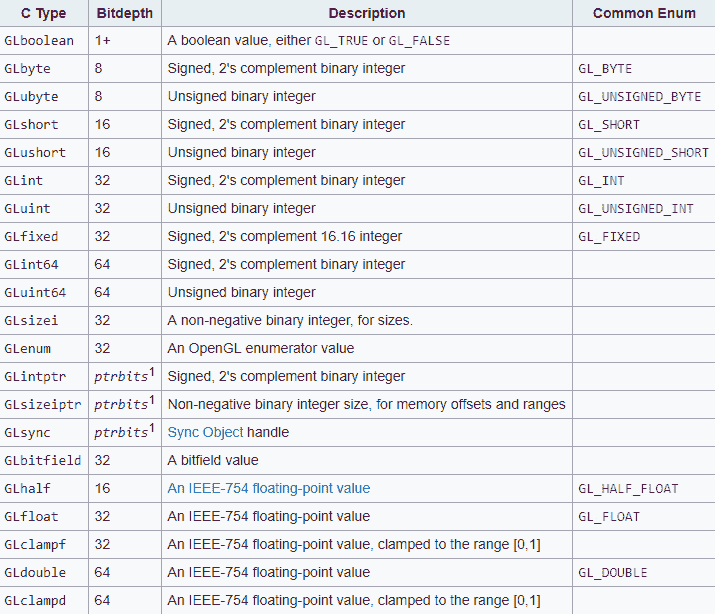 C Type Bitdepth Description Common Enum
GLboolean 1+ A boolean value, either GL_TRUE or GL_FALSE
GLbyte 8 Signed, 2's complement binary integer GL_BYTE
GLubyte 8 Unsigned binary integer GL_UNSIGNED_BYTE
GLshort 16 Signed, 2's complement binary integer GL_SHORT
GLushort 16 Unsigned binary integer GL_UNSIGNED_SHORT
GLint 32 Signed, 2's complement binary integer GL_INT
GLuint 32 Unsigned binary integer GL_UNSIGNED_INT
GLfixed 32 Signed, 2's complement 16.16 integer GL_FIXED
GLint64 64 Signed, 2's complement binary integer
GLuint64 64 Unsigned binary integer
GLsizei 32 A non-negative binary integer, for sizes.
GLenum 32 An OpenGL enumerator value
GLintptr ptrbits¹ Signed, 2's complement binary integer
GLsizeiptr ptrbits¹ Non-negative binary integer size, for memory offsets and ranges
GLsync ptrbits¹ Sync Object handle
GLbitfield 32 A bitfield value
GLhalf 16 An IEEE-754 floating-point value GL_HALF_FLOAT
GLfloat 32 An IEEE-754 floating-point value GL_FLOAT
GLclampf 32 An IEEE-754 floating-point value, clamped to the range [0,1]
GLdouble 64 An IEEE-754 floating-point value GL_DOUBLE
GLclampd 64 An IEEE-754 floating-point value, clamped to the range [0,1]